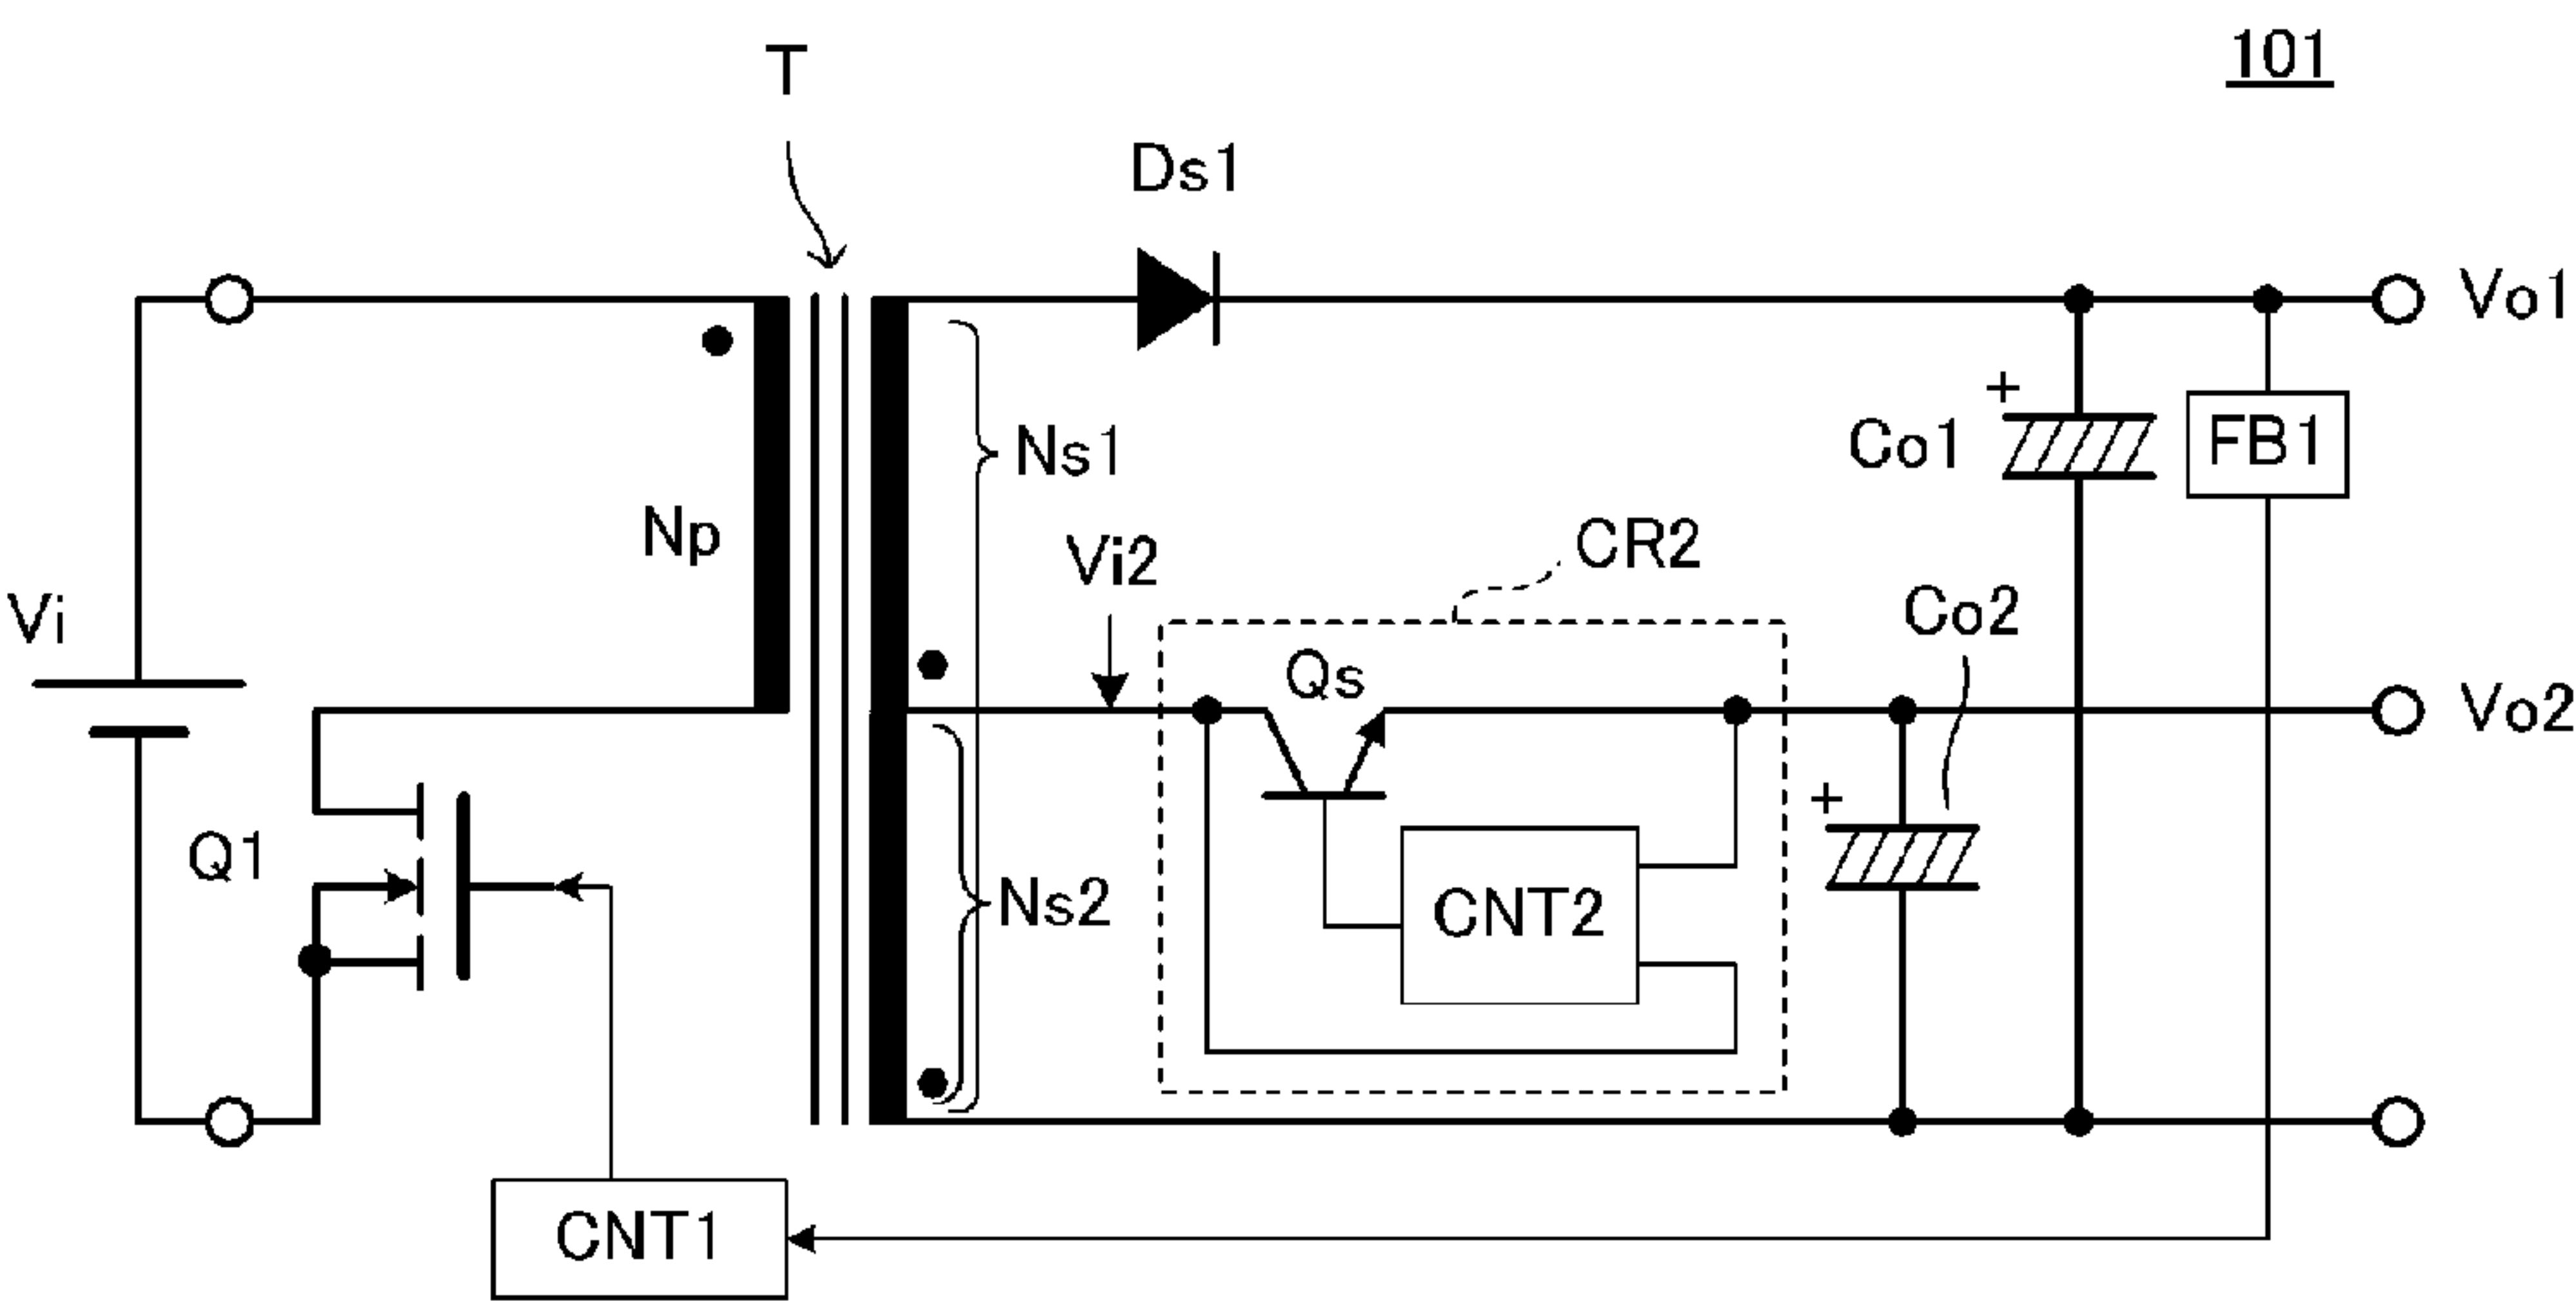 101
T
Ds1
Vo1
Ns1
+
Co1
FB1
Np
Vi2
CR2
Co2
Vi
Qs
Vo2
+
Q1
Ns2
CNT2
CNT1